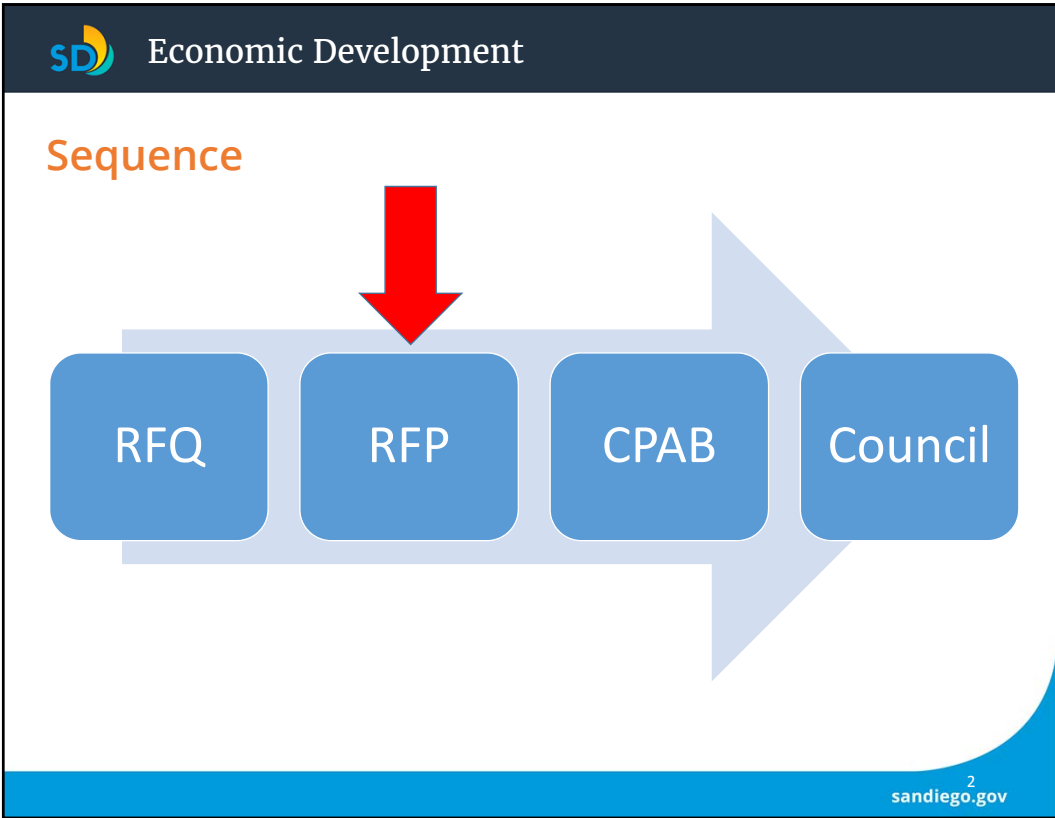 SD Economic Development
Sequence
RFQ RFP CPAB Council
2
sandiego.gov